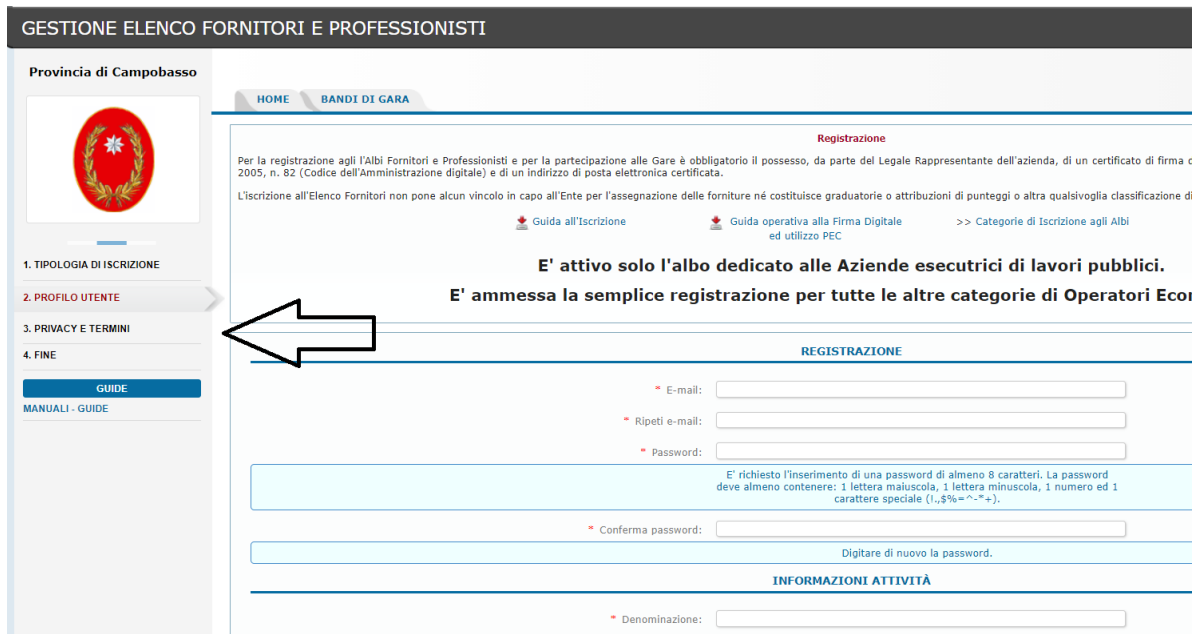 GESTIONE ELENCO FORNITORI E PROFESSIONISTI
Provincia di Campobasso
HOME
BANDI DI GARA
1. TIPOLOGIA DI ISCRIZIONE
2. PROFILO UTENTE
3. PRIVACY E TERMINI
4. FINE
GUIDE
MANUALI - GUIDE
Registrazione
Per la registrazione agli l'Albi Fornitori e Professionisti e per la partecipazione alle Gare è obbligatorio il possesso, da parte del Legale Rappresentante dell'azienda, di un certificato di firma
2005, n. 82 (Codice dell'Amministrazione digitale) e di un indirizzo di posta elettronica certificata.
L'iscrizione all'Elenco Fornitori non pone alcun vincolo in capo all'Ente per l'assegnazione delle forniture né costituisce graduatorie o attribuzioni di punteggi o altra qualsivoglia classificazione di
Guida all'Iscrizione
Guida operativa alla Firma Digitale
ed utilizzo PEC
>> Categorie di Iscrizione agli Albi
E' attivo solo l'albo dedicato alle Aziende esecutrici di lavori pubblici.
E' ammessa la semplice registrazione per tutte le altre categorie di Operatori
REGISTRAZIONE
* E-mail:
* Ripeti e-mail:
* Password:
E' richiesto l'inserimento di una password di almeno 8 caratteri. La password
deve almeno contenere: 1 lettera maiuscola, 1 lettera minuscola, 1 numero ed 1
carattere speciale (!.,$%=^-*+).
* Conferma password:
Digitare di nuovo la password.
INFORMAZIONI ATTIVITÀ
* Denominazione: